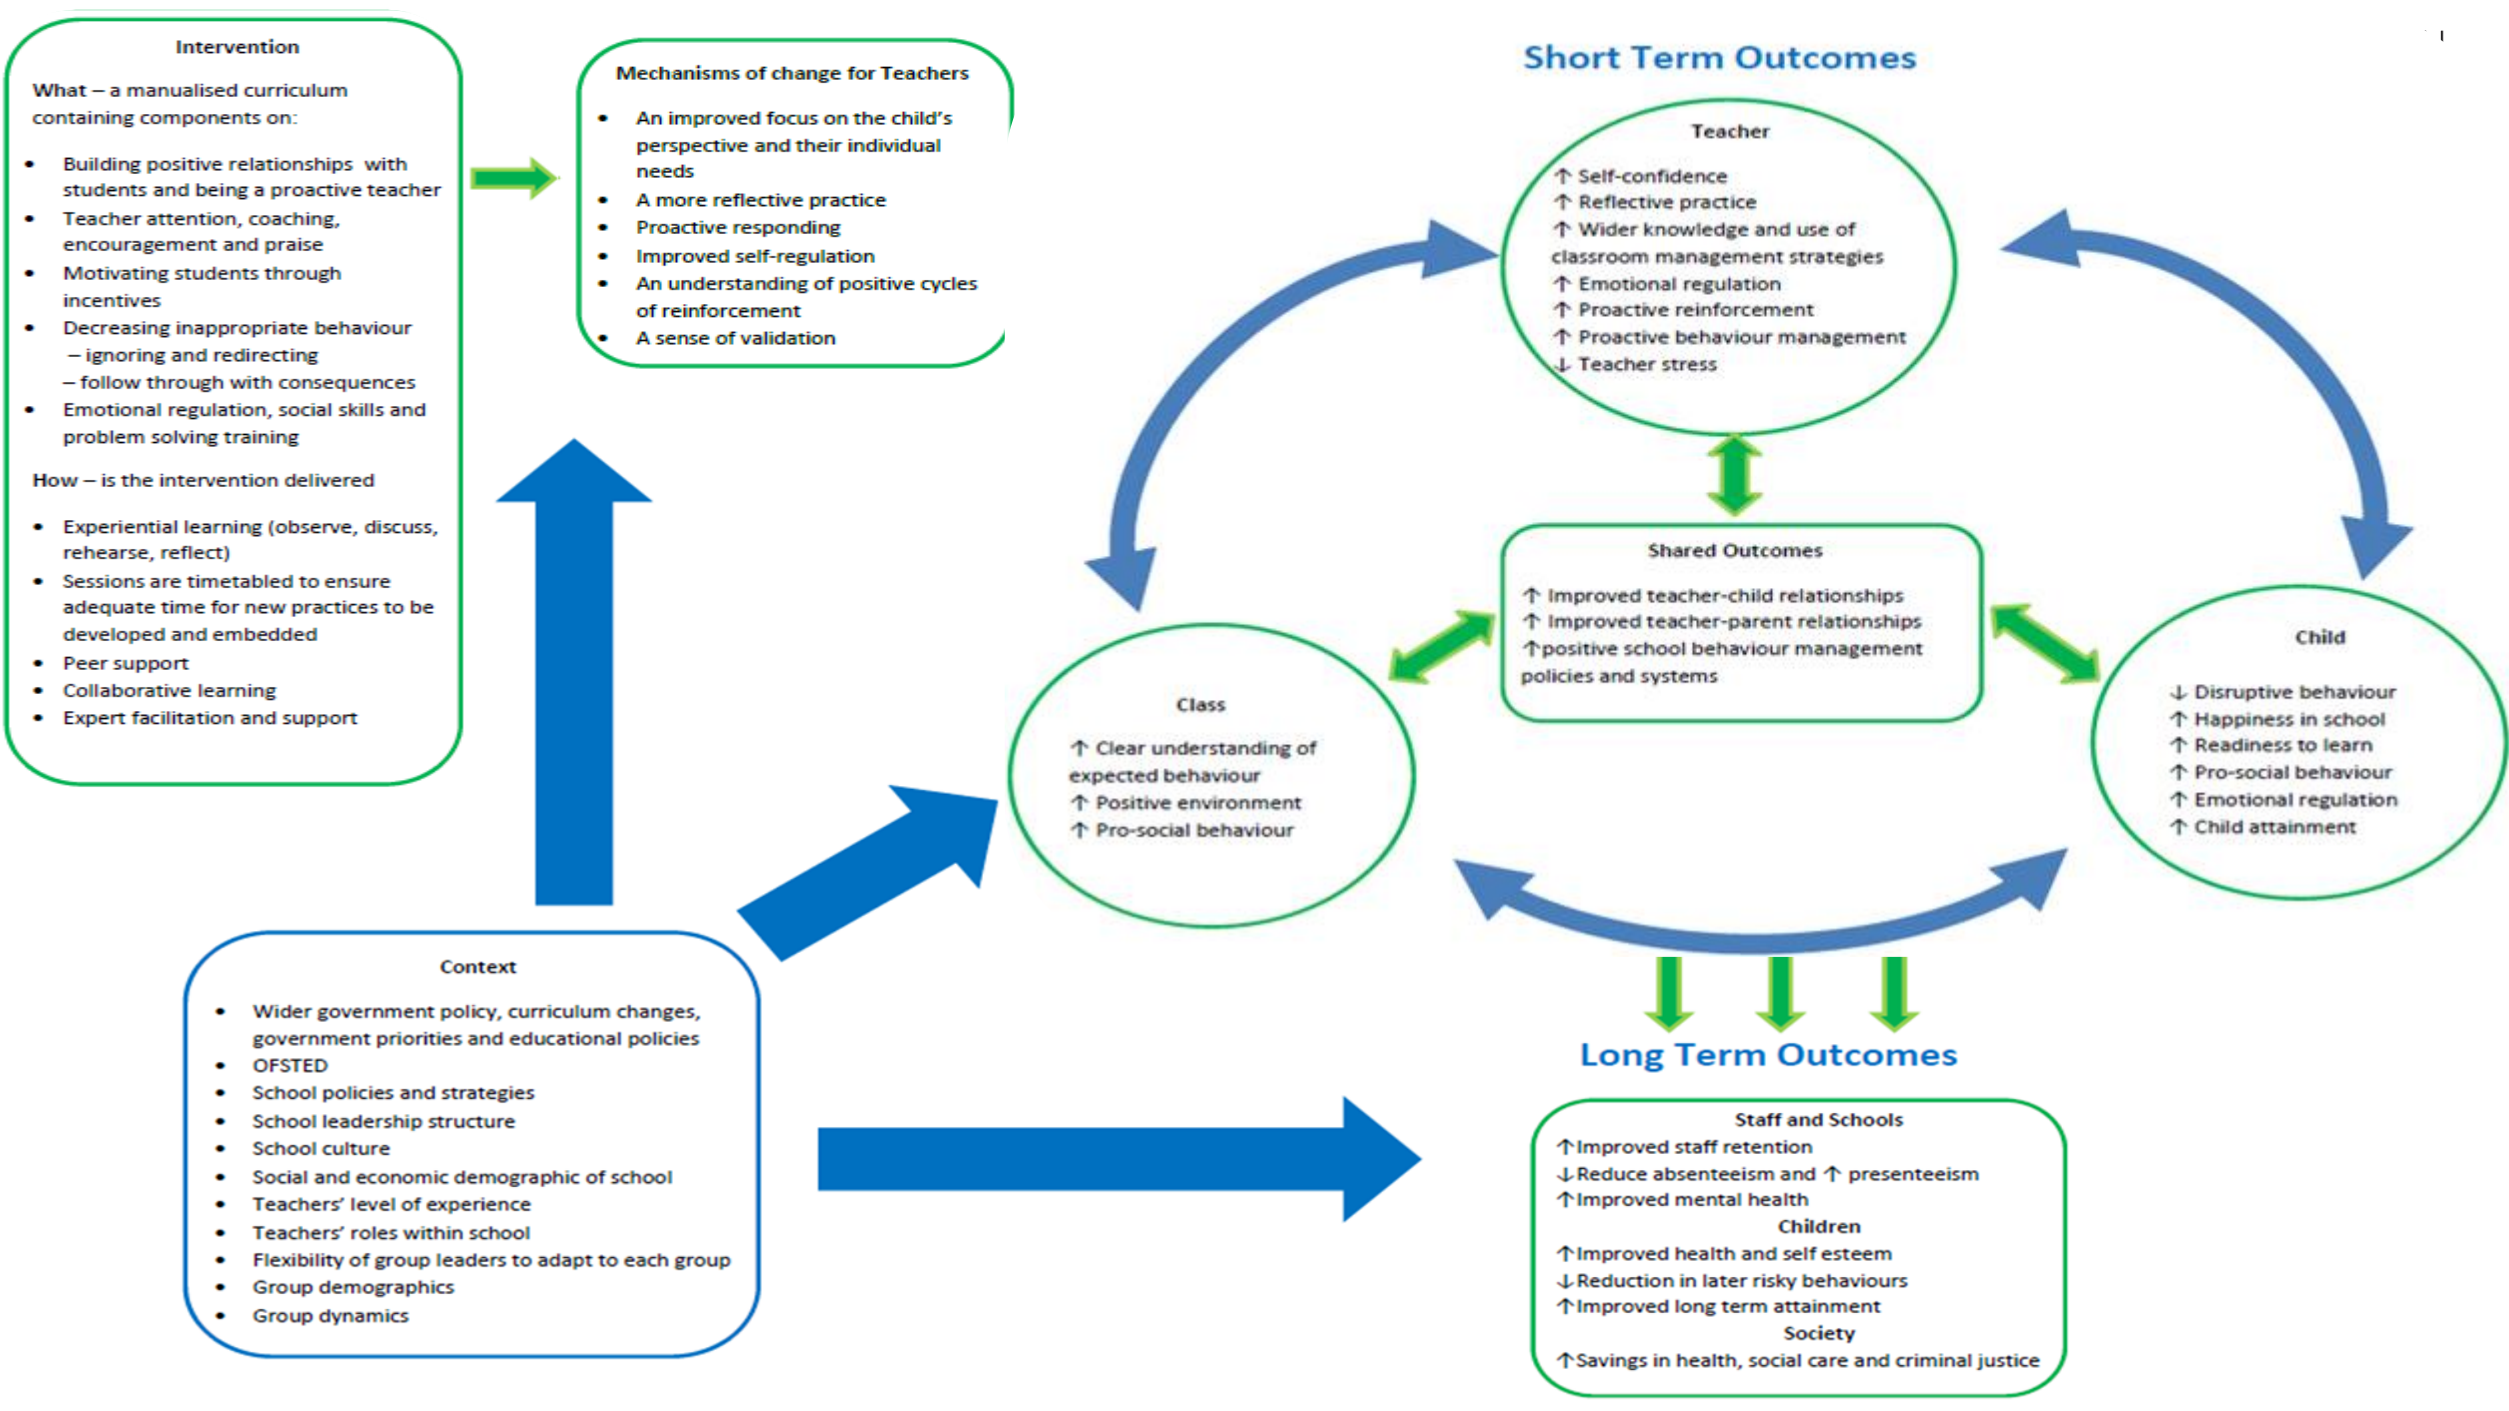 Intervention
What – a manualised curriculum
containing components on:
• Building positive relationships with
students and being a proactive teacher
• Teacher attention, coaching,
encouragement and praise
• Motivating students through
incentives
• Decreasing inappropriate behaviour
– ignoring and redirecting
– follow through with consequences
• Emotional regulation, social skills and
problem solving training
How – is the intervention delivered
• Experiential learning (observe, discuss,
rehearse, reflect)
• Sessions are timetabled to ensure
adequate time for new practices to be
developed and embedded
• Peer support
• Collaborative learning
• Expert facilitation and support
Mechanisms of change for Teachers
• An improved focus on the child’s
perspective and their individual
needs
• A more reflective practice
• Proactive responding
• Improved self-regulation
• An understanding of positive cycles
of reinforcement
• A sense of validation
Short Term Outcomes
Teacher
↑ Self-confidence
↑ Reflective practice
↑ Wider knowledge and use of
classroom management strategies
↑ Emotional regulation
↑ Proactive reinforcement
↑ Proactive behaviour management
↓ Teacher stress
Shared Outcomes
↑ Improved teacher-child relationships
↑ Improved teacher-parent relationships
↑positive school behaviour management
policies and systems
Class
↑ Clear understanding of
expected behaviour
↑ Positive environment
↑ Pro-social behaviour
Child
↓ Disruptive behaviour
↑ Happiness in school
↑ Readiness to learn
↑ Pro-social behaviour
↑ Emotional regulation
↑ Child attainment
Context
• Wider government policy, curriculum changes,
government priorities and educational policies
• OFSTED
• School policies and strategies
• School leadership structure
• School culture
• Social and economic demographic of school
• Teachers’ level of experience
• Teachers’ roles within school
• Flexibility of group leaders to adapt to each group
• Group demographics
• Group dynamics
Long Term Outcomes
Staff and Schools
↑Improved staff retention
↓Reduce absenteeism and ↑ presenteeism
↑Improved mental health
Children
↑Improved health and self esteem
↓Reduction in later risky behaviours
↑Improved long term attainment
Society
↑Savings in health, social care and criminal justice